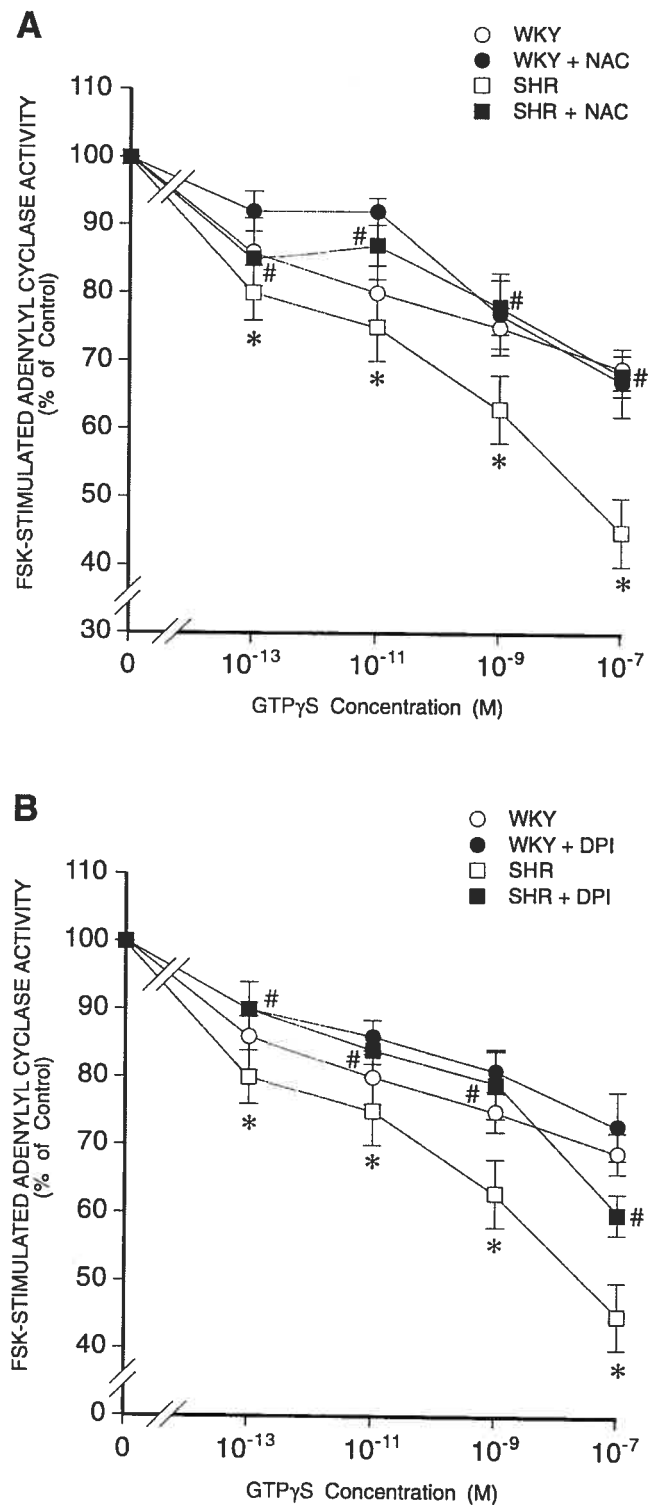 A
WKY
WKY + NAC
SHR
SHR + NAC
FSK-STIMULATED ADENYLYL CYCLASE ACTIVITY
(% of Control)
110
100
90
80
70
60
50
40
30
#
#
#
#
*
*
*
*
0 10⁻¹³ 10⁻¹¹ 10⁻⁹ 10⁻⁷
GTPγS Concentration (M)
B
WKY
WKY + DPI
SHR
SHR + DPI
FSK-STIMULATED ADENYLYL CYCLASE ACTIVITY
(% of Control)
110
100
90
80
70
60
50
40
0
#
#
#
#
*
*
*
*
0 10⁻¹³ 10⁻¹¹ 10⁻⁹ 10⁻⁷
GTPγS Concentration (M)